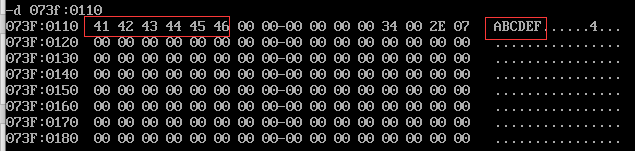 -d 073f:0110
073F:0110 41 42 43 44 45 46 00 00-00 00 00 00 34 00 2E 07 ABCDEF......4...
073F:0120 00 00 00 00 00 00 00 00-00 00 00 00 00 00 00 00 ................
073F:0130 00 00 00 00 00 00 00 00-00 00 00 00 00 00 00 00 ................
073F:0140 00 00 00 00 00 00 00 00-00 00 00 00 00 00 00 00 ................
073F:0150 00 00 00 00 00 00 00 00-00 00 00 00 00 00 00 00 ................
073F:0160 00 00 00 00 00 00 00 00-00 00 00 00 00 00 00 00 ................
073F:0170 00 00 00 00 00 00 00 00-00 00 00 00 00 00 00 00 ................
073F:0180 00 00 00 00 00 00 00 00-00 00 00 00 00 00 00 00 ................